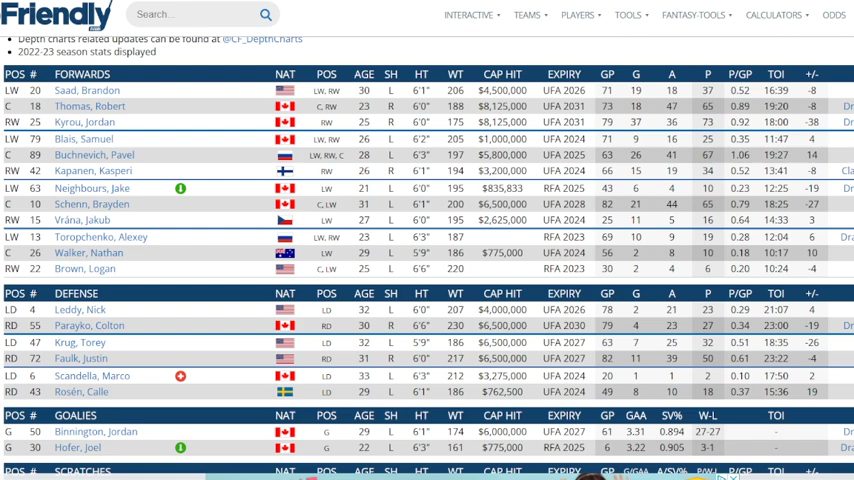 Friendly
Search...
INTERACTIVE TEAMS PLAYERS TOOLS FANTASY-TOOLS CALCULATORS ODDS
Depth charts related updates can be found at @CF_DepthCharts
2022-23 season stats displayed
POS # FORWARDS NAT POS AGE SH HT WT CAP HIT EXPIRY GP G A P P/GP TOI +/-
LW 20 Saad, Brandon LW, RW 30 L 6'1" 206 $4,500,000 UFA 2026 71 19 18 37 0.52 16:39 -8
C 18 Thomas, Robert C, RW 23 R 6'0" 188 $8,125,000 UFA 2031 73 18 47 65 0.89 19:20 -8 Dr
RW 25 Kyrou, Jordan RW 25 R 6'0" 175 $8,125,000 UFA 2031 79 37 36 73 0.92 18:00 -38 Dr
LW 79 Blais, Samuel LW, RW 26 L 6'2" 205 $1,000,000 UFA 2024 71 9 16 25 0.35 11:47 4
C 89 Buchnevich, Pavel LW, RW, C 28 L 6'3" 197 $5,800,000 UFA 2025 63 26 41 67 1.06 19:27 14
RW 42 Kapanen, Kasperi RW 26 R 6'1" 194 $3,200,000 UFA 2024 66 15 19 34 0.52 13:41 -8 Cla
LW 63 Neighbours, Jake LW 21 L 6'0" 195 $835,833 RFA 2025 43 6 4 10 0.23 12:25 -19 Dr
C 10 Schenn, Brayden C, LW 31 L 6'1" 200 $6,500,000 UFA 2028 82 21 44 65 0.79 18:25 -27
RW 15 Vrána, Jakub LW 27 L 6'0" 195 $2,625,000 UFA 2024 25 11 5 16 0.64 14:33 3
LW 13 Toropchenko, Alexey LW, RW 23 L 6'3" 187 RFA 2023 69 10 9 19 0.28 12:04 6 Dra
C 26 Walker, Nathan LW 29 L 5'9" 186 $775,000 UFA 2024 56 2 8 10 0.18 10:17 10
RW 22 Brown, Logan C, LW 25 L 6'6" 220 RFA 2023 30 2 4 6 0.20 10:24 -4
POS # DEFENSE NAT POS AGE SH HT WT CAP HIT EXPIRY GP G A P P/GP TOI +/-
LD 4 Leddy, Nick LD 32 L 6'0" 207 $4,000,000 UFA 2026 78 2 21 23 0.29 21:07 4
RD 55 Parayko, Colton RD 30 R 6'6" 230 $6,500,000 UFA 2030 79 4 23 27 0.34 23:00 -19 Dr
LD 47 Krug, Torey LD 32 L 5'9" 186 $6,500,000 UFA 2027 63 7 25 32 0.51 18:35 -26
RD 72 Faulk, Justin RD 31 R 6'0" 217 $6,500,000 UFA 2027 82 11 39 50 0.61 23:22 -4
LD 6 Scandella, Marco LD 33 L 6'3" 212 $3,275,000 UFA 2024 20 1 1 2 0.10 17:50 2
RD 43 Rosén, Calle LD 29 L 6'1" 186 $762,500 UFA 2024 49 8 10 18 0.37 15:36 19
POS # GOALIES NAT POS AGE SH HT WT CAP HIT EXPIRY GP GAA SV% W-L TOI
G 50 Binnington, Jordan G 29 L 6'1" 174 $6,000,000 UFA 2027 61 3.31 0.894 27-27 - Dr
G 30 Hofer, Joel G 22 L 6'3" 161 $775,000 RFA 2025 6 3.22 0.905 3-1 - Dra
POS # SCRATCHES NAT POS AGE SH HT WT CAP HIT EXPIRY GP G/GAA A/SV% P/W-L P/GP TOI +/-